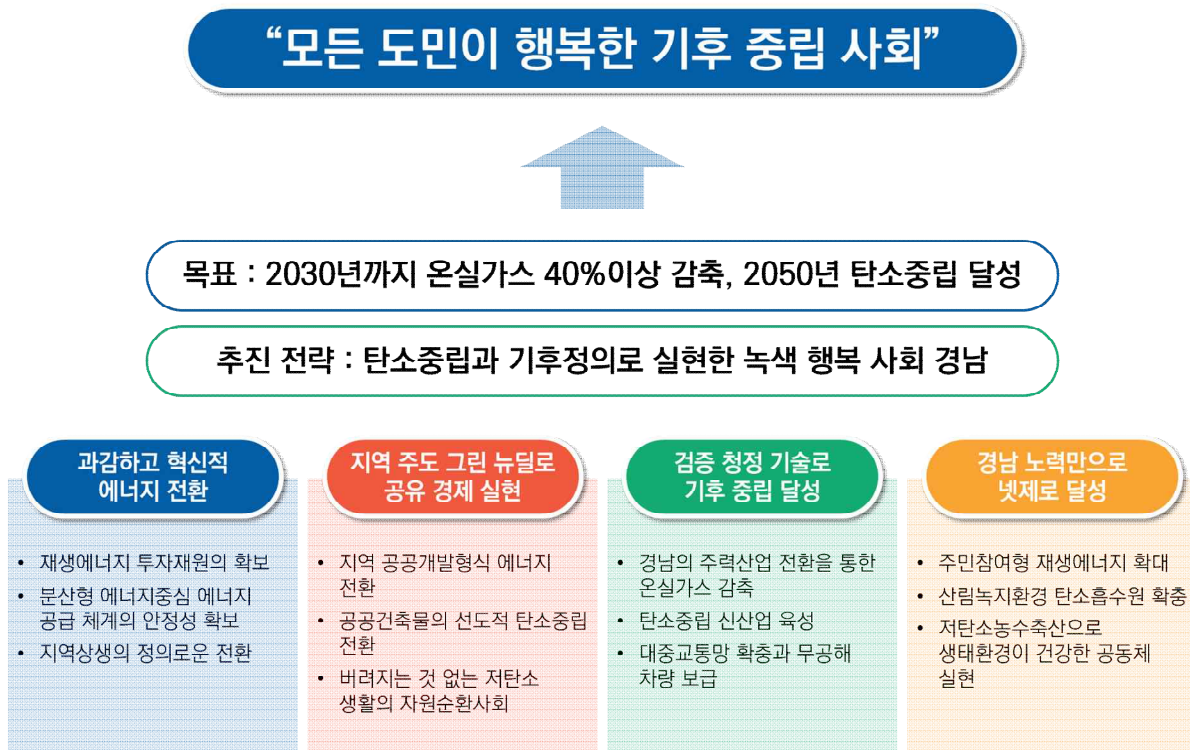 “모든 도민이 행복한 기후 중립 사회”
목표 : 2030년까지 온실가스 40%이상 감축, 2050년 탄소중립 달성
추진 전략 : 탄소중립과 기후정의로 실현한 녹색 행복 사회 경남
과감하고 혁신적
에너지 전환
• 재생에너지 투자재원의 확보
• 분산형 에너지중심 에너지
공급 체계의 안정성 확보
• 지역상생의 정의로운 전환
지역 주도 그린 뉴딜로
공유 경제 실현
• 지역 공공개발형식 에너지
전환
• 공공건축물의 선도적 탄소중립
전환
• 버려지는 것 없는 저탄소
생활의 자원순환사회
검증 청정 기술로
기후 중립 달성
• 경남의 주력산업 전환을 통한
온실가스 감축
• 탄소중립 신산업 육성
• 대중교통망 확충과 무공해
차량 보급
경남 노력만으로
넷제로 달성
• 주민참여형 재생에너지 확대
• 산림녹지환경 탄소흡수원 확충
• 저탄소농수축산으로
생태환경이 건강한 공동체
실현